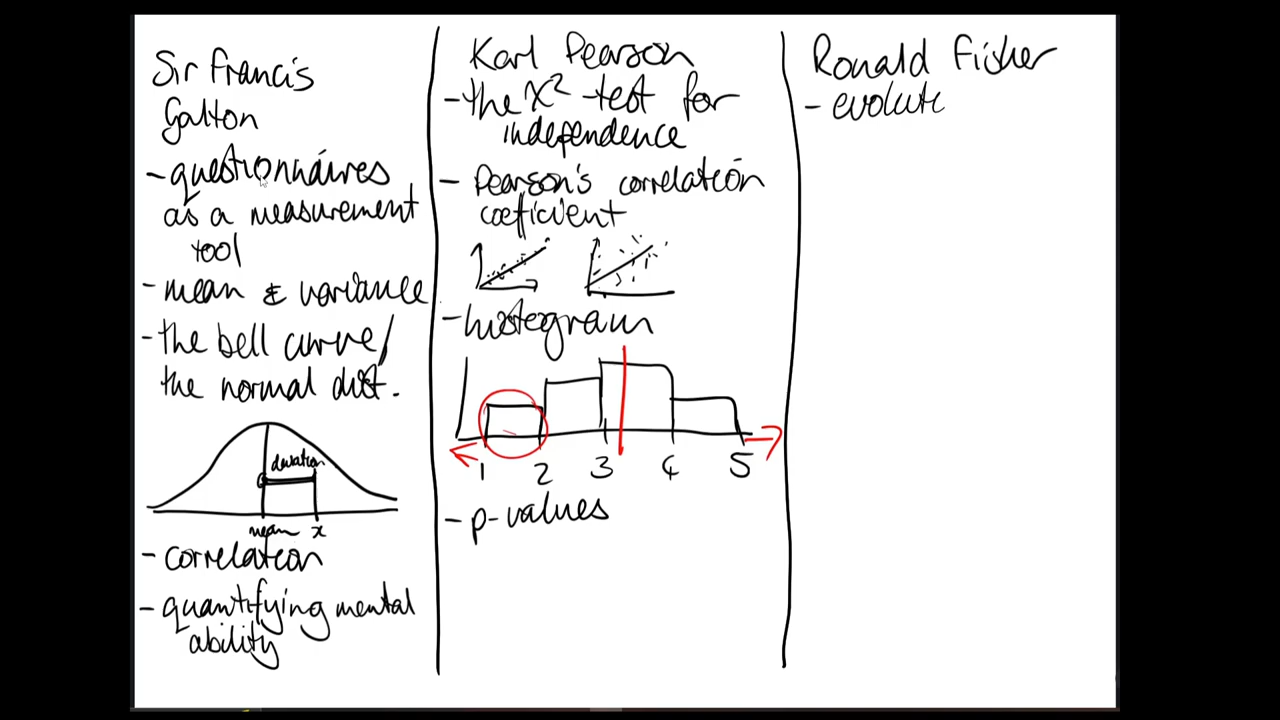 Sir Francis
Galton
- questionnaires
as a measurement
tool
- mean & variance
- the bell curve/
the normal dist.
deviation
mean x
- correlation
- quantifying mental
ability
Karl Pearson
- the X² test for
independence
- Pearson's correlation
coefficient
- histogram
1 2 3 4 5
- p-values
Ronald Fisher
- evolute